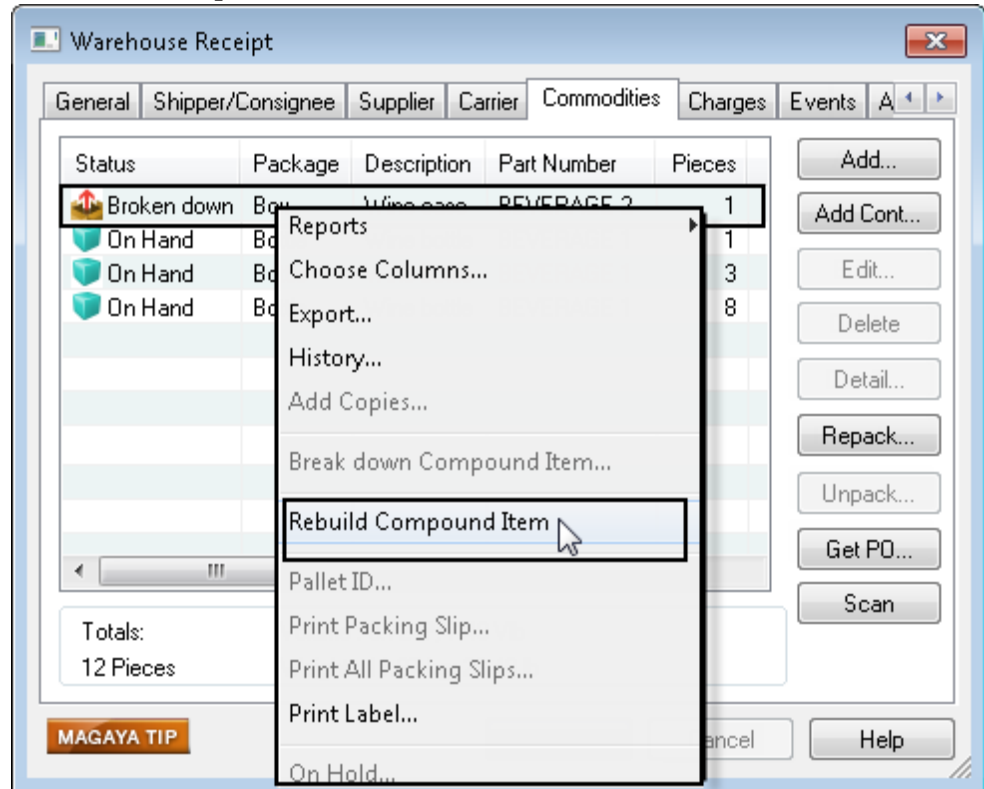 Warehouse Receipt
General Shipper/Consignee Supplier Carrier Commodities Charges Events A
Status Package Description Part Number Pieces
Broken down 1
On Hand 1
On Hand 3
On Hand 8
Add...
Add Cont...
Edit...
Delete
Detail...
Repack...
Unpack...
Get PO...
Scan
Reports
Choose Columns...
Export...
History...
Add Copies...
Break down Compound Item...
Rebuild Compound Item
Pallet ID...
Print Packing Slip...
Print All Packing Slips...
Print Label...
On Hold...
Totals:
12 Pieces
MAGAYA TIP
Help